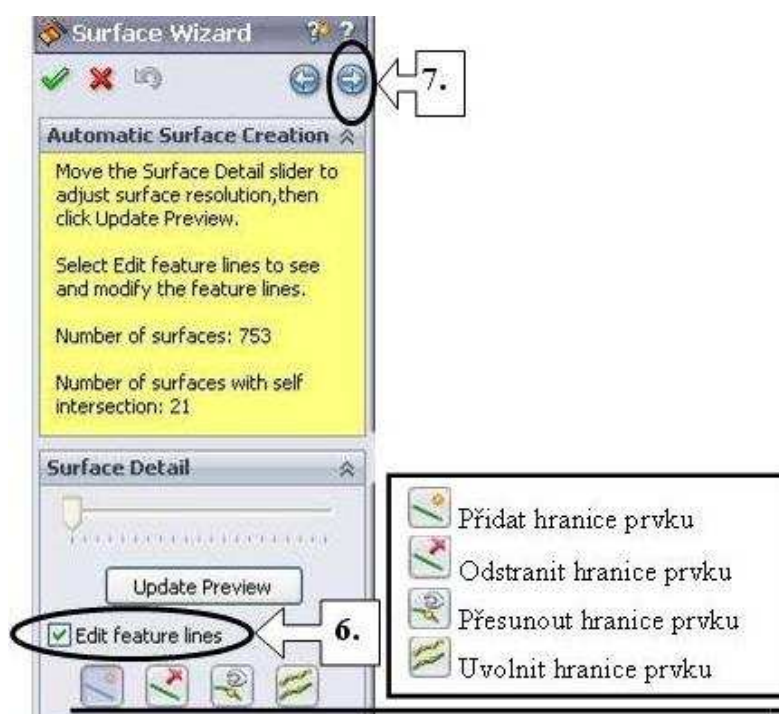 Surface Wizard
7.
Automatic Surface Creation
Move the Surface Detail slider to
adjust surface resolution,then
click Update Preview.
Select Edit feature lines to see
and modify the feature lines.
Number of surfaces: 753
Number of surfaces with self
intersection: 21
Surface Detail
Update Preview
Edit feature lines
6.
Přidat hranice prvku
Odstranit hranice prvku
Přesunout hranice prvku
Uvolnit hranice prvku